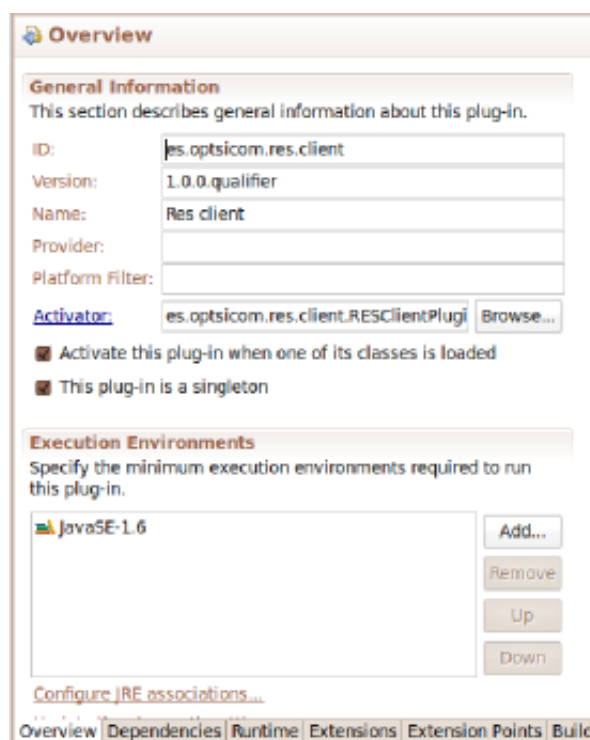 Overview
General Information
This section describes general information about this plug-in.
ID: es.optsicom.res.client
Version: 1.0.0.qualifier
Name: Res client
Provider:
Platform Filter:
Activator: es.optsicom.res.client.RESClientPlugi Browse...
Activate this plug-in when one of its classes is loaded
This plug-in is a singleton
Execution Environments
Specify the minimum execution environments required to run
this plug-in.
JavaSE-1.6
Add...
Remove
Up
Down
Configure JRE associations...
Overview Dependencies Runtime Extensions Extension Points Build